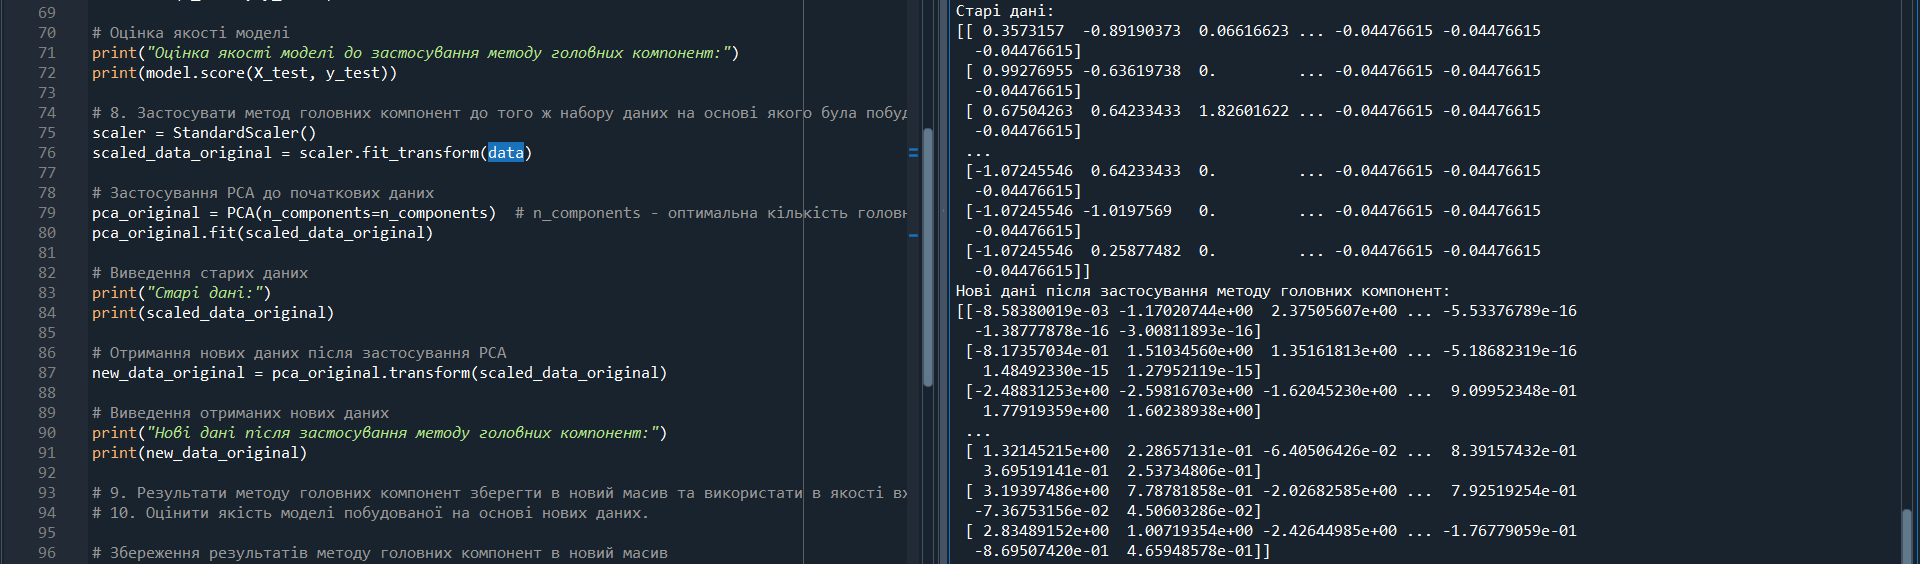 69
70 # Оцінка якості моделі
71 print("Оцінка якості моделі до застосування методу головних компонент:")
72 print(model.score(X_test, y_test))
73
74 # 8. Застосувати метод головних компонент до того ж набору даних на основі якого була побуд
75 scaler = StandardScaler()
76 scaled_data_original = scaler.fit_transform(data)
77
78 # Застосування PCA до початкових даних
79 pca_original = PCA(n_components=n_components)  # n_components - оптимальна кількість голов
80 pca_original.fit(scaled_data_original)
81
82 # Виведення старих даних
83 print("Старі дані:")
84 print(scaled_data_original)
85
86 # Отримання нових даних після застосування PCA
87 new_data_original = pca_original.transform(scaled_data_original)
88
89 # Виведення отриманих нових даних
90 print("Нові дані після застосування методу головних компонент:")
91 print(new_data_original)
92
93 # 9. Результати методу головних компонент зберегти в новий масив та використати в якості вх
94 # 10. Оцінити якість моделі побудованої на основі нових даних.
95
96 # Збереження результатів методу головних компонент в новий масив
Старі дані:
[[ 0.3573157  -0.89190373  0.06616623 ... -0.04476615 -0.04476615
  -0.04476615]
 [ 0.99276955 -0.63619738  0.         ... -0.04476615 -0.04476615
  -0.04476615]
 [ 0.67504263  0.64233433  1.82601622 ... -0.04476615 -0.04476615
  -0.04476615]
 ...
 [-1.07245546  0.64233433  0.         ... -0.04476615 -0.04476615
  -0.04476615]
 [-1.07245546 -1.0197569   0.         ... -0.04476615 -0.04476615
  -0.04476615]
 [-1.07245546  0.25877482  0.         ... -0.04476615 -0.04476615
  -0.04476615]]
Нові дані після застосування методу головних компонент:
[[-8.58380019e-03 -1.17020744e+00  2.37505607e+00 ... -5.53376789e-16
  -1.38777878e-16 -3.00811893e-16]
 [-8.17357034e-01  1.51034560e+00  1.35161813e+00 ... -5.18682319e-16
   1.48492330e-15  1.27952119e-15]
 [-2.48831253e+00 -2.59816703e+00 -1.62045230e+00 ...  9.09952348e-01
   1.77919359e+00  1.60238938e+00]
 ...
 [ 1.32145215e+00  2.28657131e-01 -6.40506426e-02 ...  8.39157432e-01
   3.69519141e-01  2.53734806e-01]
 [ 3.19397486e+00  7.78781858e-01 -2.02682585e+00 ...  7.92519254e-01
  -7.36753156e-02  4.50603286e-02]
 [ 2.83489152e+00  1.00719354e+00 -2.42644985e+00 ... -1.76779059e-01
  -8.69507420e-01  4.65948578e-01]]